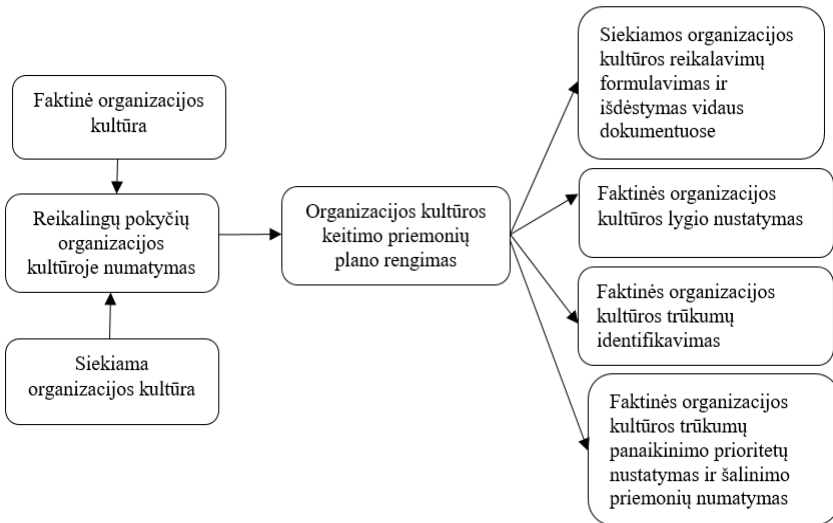 Faktinė organizacijos
kultūra
Reikalingų pokyčių
organizacijos
kultūroje numatymas
Siekiama
organizacijos kultūra
Organizacijos kultūros
keitimo priemonių
plano rengimas
Siekiamos organizacijos
kultūros reikalavimų
formulavimas ir
išdėstymas vidaus
dokumentuose
Faktinės organizacijos
kultūros lygio nustatymas
Faktinės organizacijos
kultūros trūkumų
identifikavimas
Faktinės organizacijos
kultūros trūkumų
panaikinimo prioritetų
nustatymas ir šalinimo
priemonių numatymas